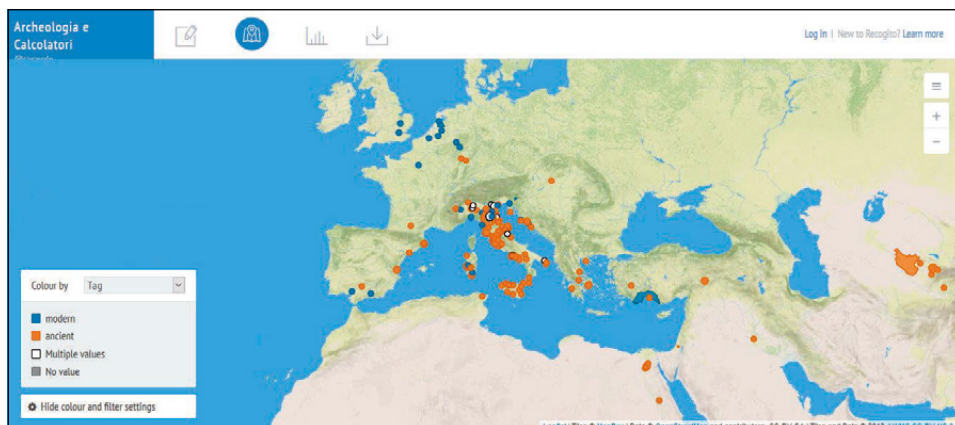 Archeologia e
Calcolatori
Log In | New to Recogito? Learn more
+
−
Colour by Tag
modern
ancient
Multiple values
No value
Hide colour and filter settings